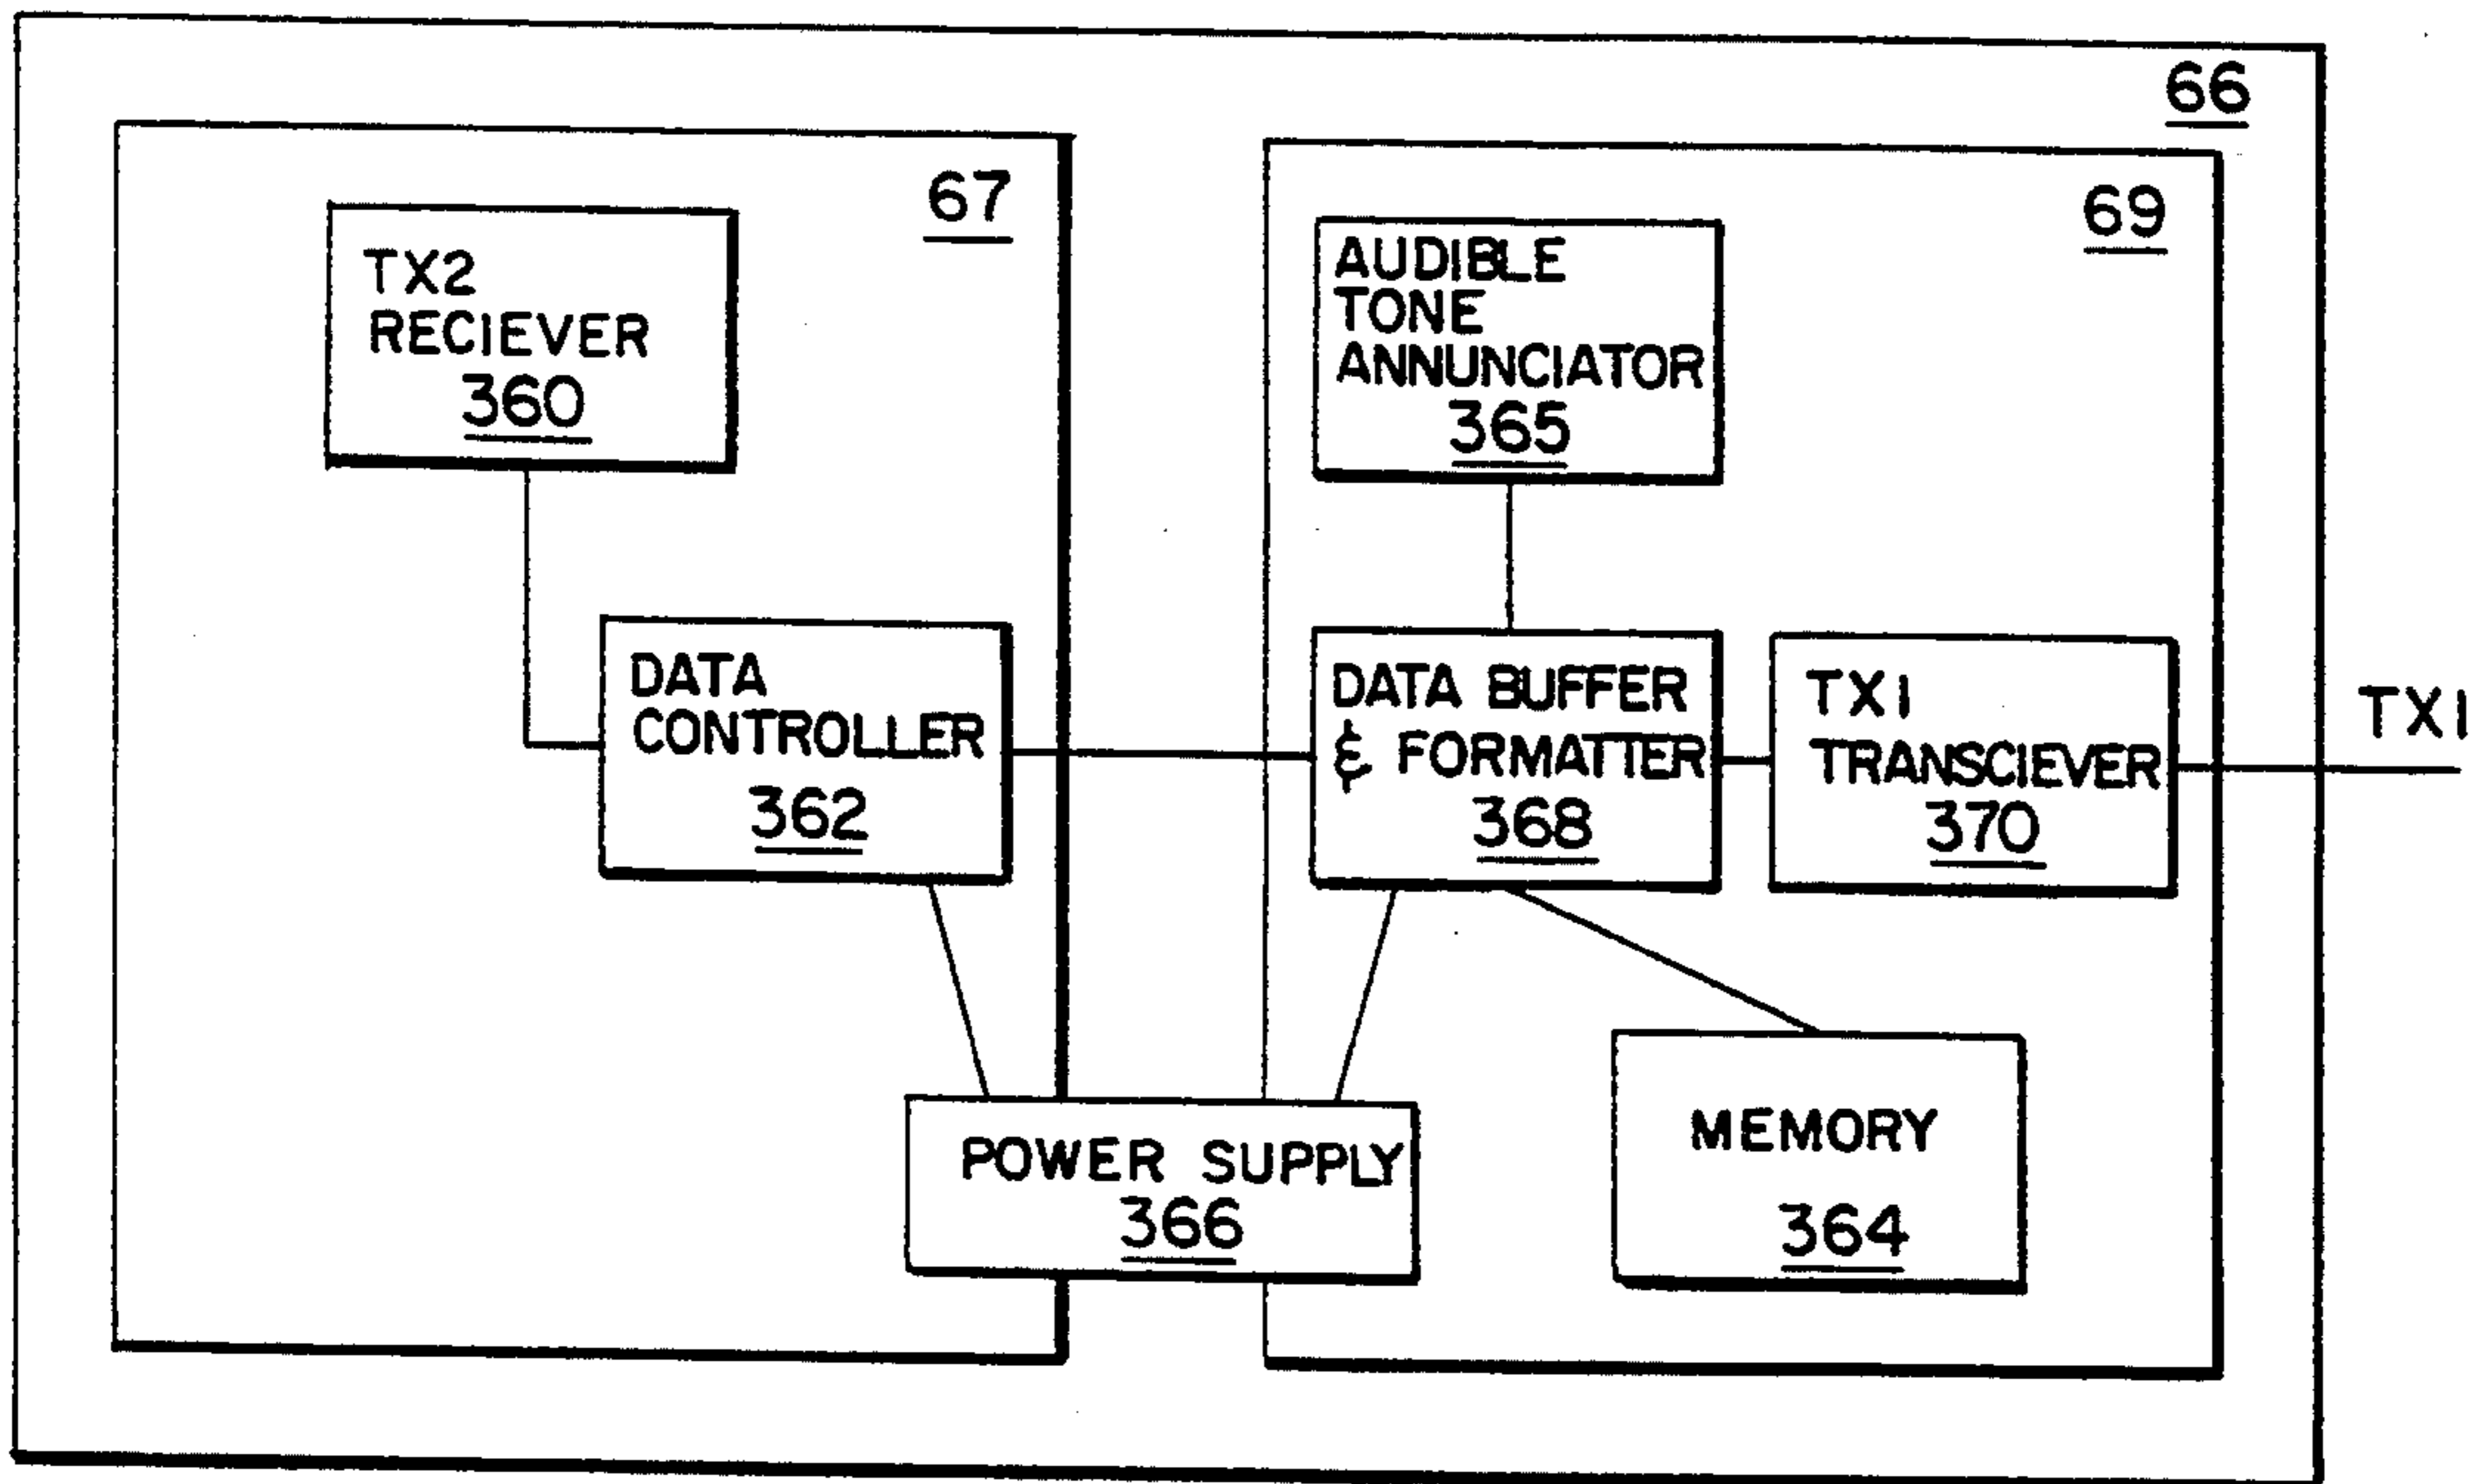 66
67
69
TX2
RECIEVER
360
AUDIBLE
TONE
ANNUNCIATOR
365
DATA
CONTROLLER
362
DATA BUFFER
& FORMATTER
368
TX1
TRANSCIEVER
370
TX1
POWER SUPPLY
366
MEMORY
364